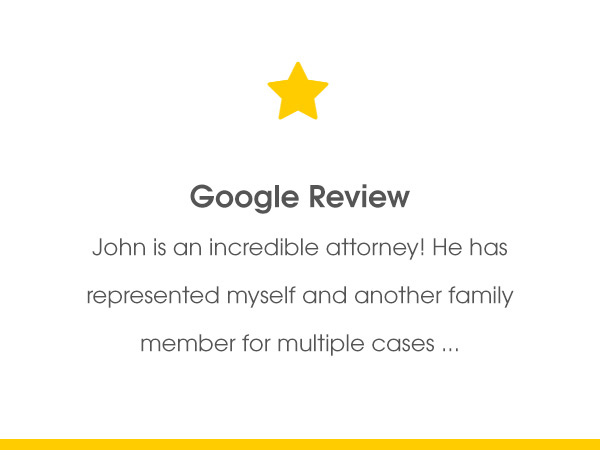 Google Review
John is an incredible attorney! He has
represented myself and another family
member for multiple cases ...